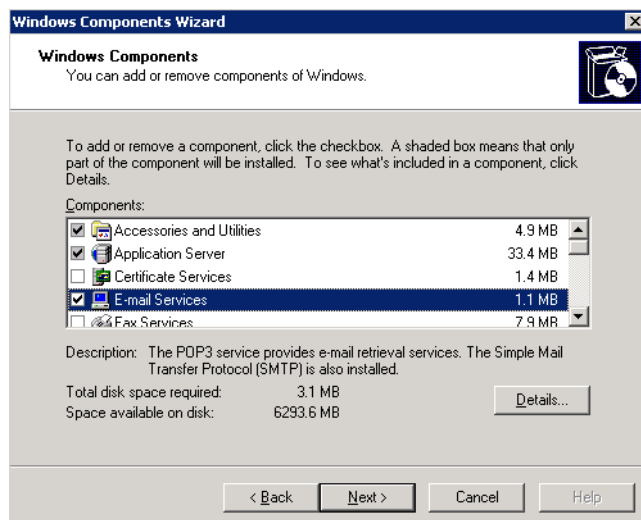 Windows Components Wizard
Windows Components
You can add or remove components of Windows.
To add or remove a component, click the checkbox. A shaded box means that only
part of the component will be installed. To see what's included in a component, click
Details.
Components:
Accessories and Utilities 4.9 MB
Application Server 33.4 MB
Certificate Services 1.4 MB
E-mail Services 1.1 MB
Fax Services 7.9 MB
Description: The POP3 service provides e-mail retrieval services. The Simple Mail
Transfer Protocol (SMTP) is also installed.
Total disk space required: 3.1 MB
Space available on disk: 6293.6 MB
Details...
< Back Next > Cancel Help